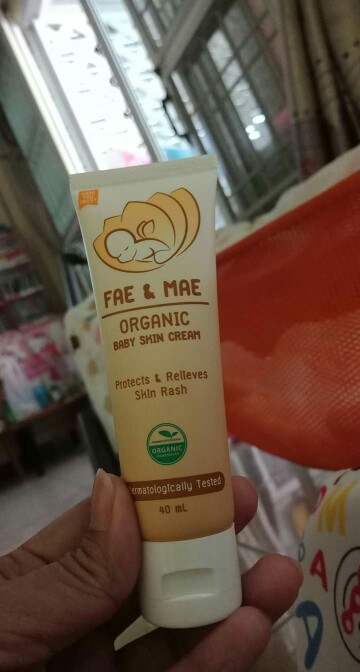 FAE & MAE
ORGANIC
BABY SKIN CREAM
Protects & Relieves
Skin Rash
ORGANIC
Dermatologically Tested
40 mL
M
A
D